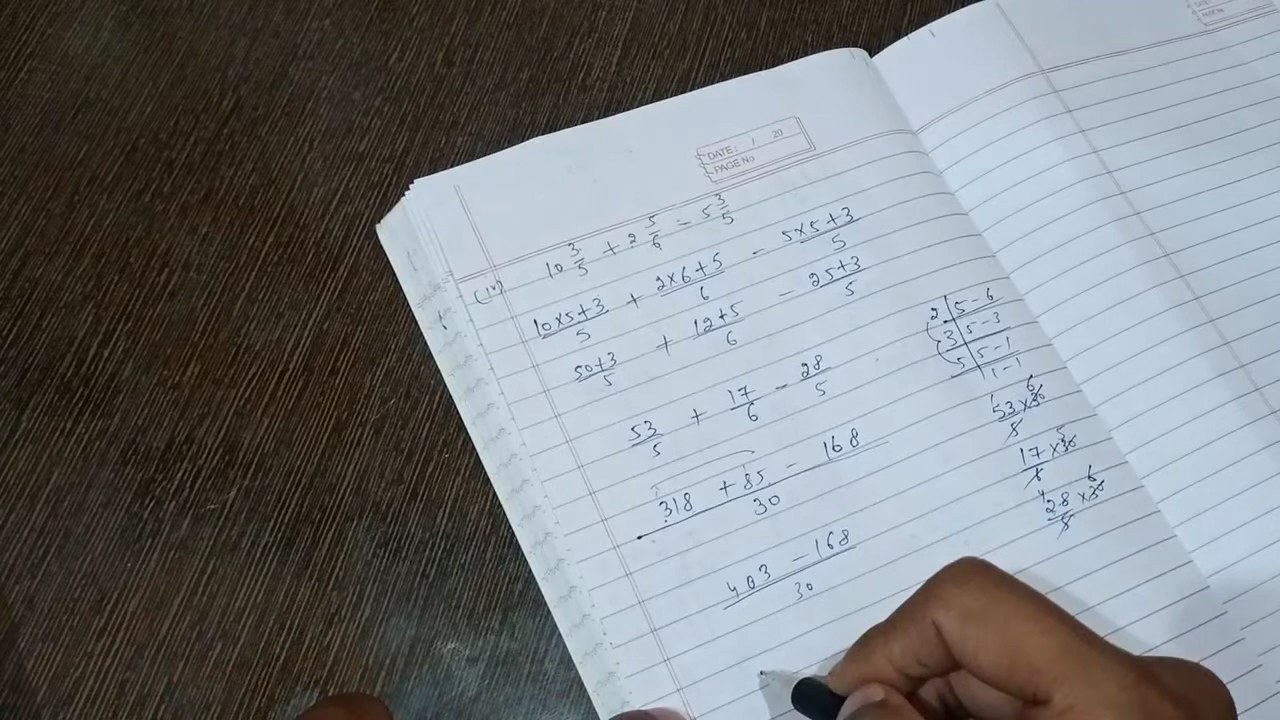 DATE: / 20
PAGE No
(iv) 10 3/5 + 2 5/6 - 5 3/5
10×5+3/5 + 2×6+5/6 - 5×5+3/5
50+3/5 + 12+5/6 - 25+3/5
53/5 + 17/6 - 28/5
318 + 85 - 168/30
403 - 168/30
2 | 5-6
3 | 5-3
5 | 5-1
1-1
53×30/5 6
17×30/6 5
28×30/5 6